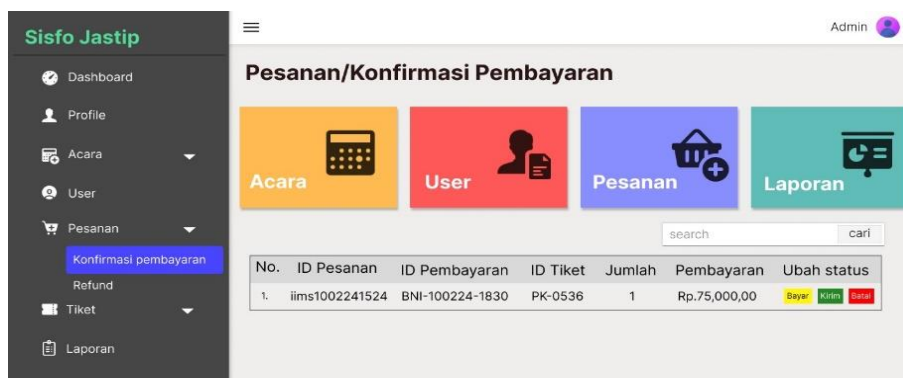 Sisfo Jastip
Admin
Dashboard
Profile
Acara
User
Pesanan
Konfirmasi pembayaran
Refund
Tiket
Laporan
Pesanan/Konfirmasi Pembayaran
Acara
User
Pesanan
Laporan
search cari
No. ID Pesanan ID Pembayaran ID Tiket Jumlah Pembayaran Ubah status
1. iims1002241524 BNI-100224-1830 PK-0536 1 Rp.75,000,00 Bayar Kirim Batal